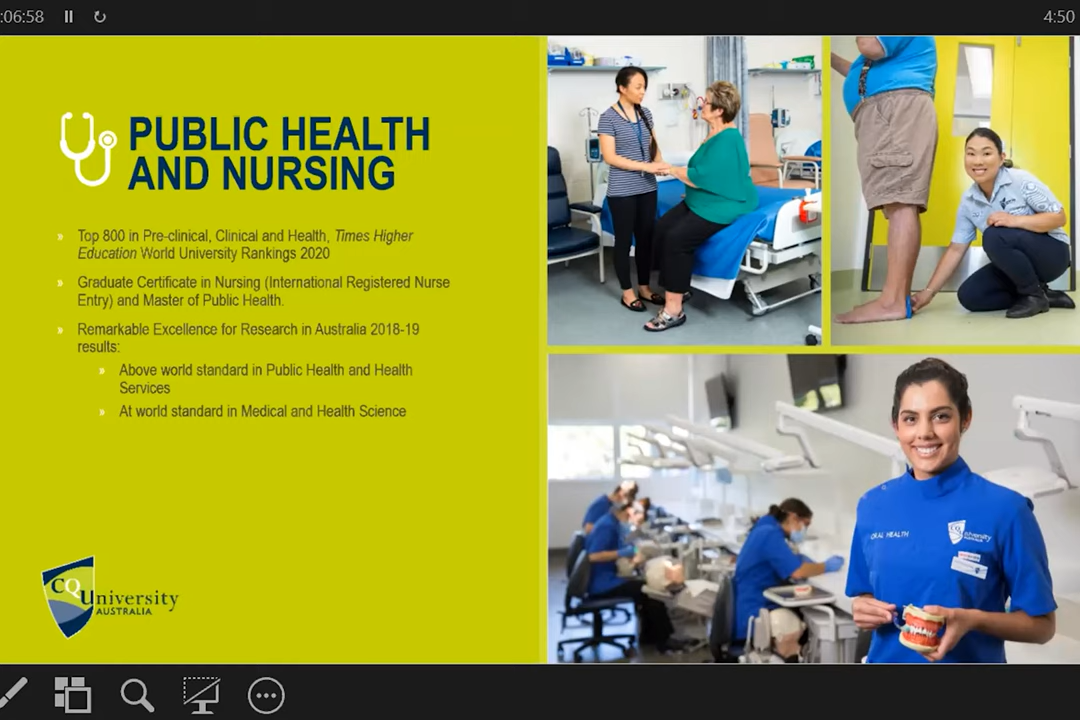 :06:58
4:50
PUBLIC HEALTH
AND NURSING
» Top 800 in Pre-clinical, Clinical and Health, Times Higher
Education World University Rankings 2020
» Graduate Certificate in Nursing (International Registered Nurse
Entry) and Master of Public Health.
» Remarkable Excellence for Research in Australia 2018-19
results:
» Above world standard in Public Health and Health
Services
» At world standard in Medical and Health Science
ORAL HEALTH
CQUniversity
AUSTRALIA
CQUniversity
AUSTRALIA